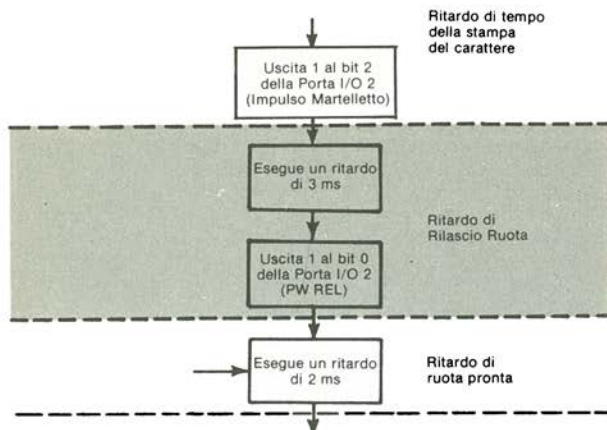 Ritardo di tempo
della stampa
del carattere
Uscita 1 al bit 2
della Porta I/O 2
(Impulso Martelletto)
Esegue un ritardo
di 3 ms
Ritardo di
Rilascio Ruota
Uscita 1 al bit 0
della Porta I/O 2
(PW REL)
Esegue un ritardo
di 2 ms
Ritardo di
ruota pronta